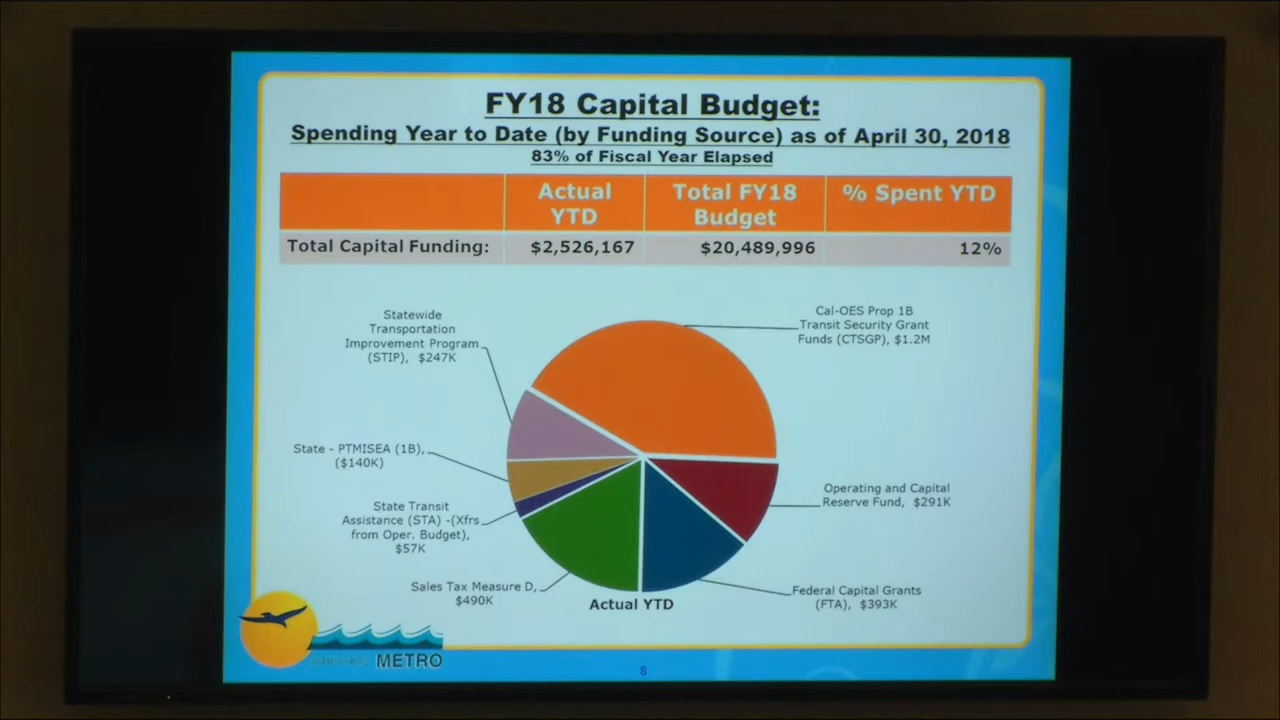 FY18 Capital Budget:
Spending Year to Date (by Funding Source) as of April 30, 2018
83% of Fiscal Year Elapsed
Actual
YTD
Total FY18
Budget
% Spent YTD
Total Capital Funding:
$2,526,167
$20,489,996
12%
Statewide
Transportation
Improvement Program
(STIP), $247K
Cal-OES Prop 1B
Transit Security Grant
Funds (CTSGP), $1.2M
State - PTMISEA (1B),
($140K)
Operating and Capital
Reserve Fund, $291K
State Transit
Assistance (STA) -(Xfrs
from Oper. Budget),
$57K
Sales Tax Measure D,
$490K
Federal Capital Grants
(FTA), $393K
Actual YTD
METRO
8